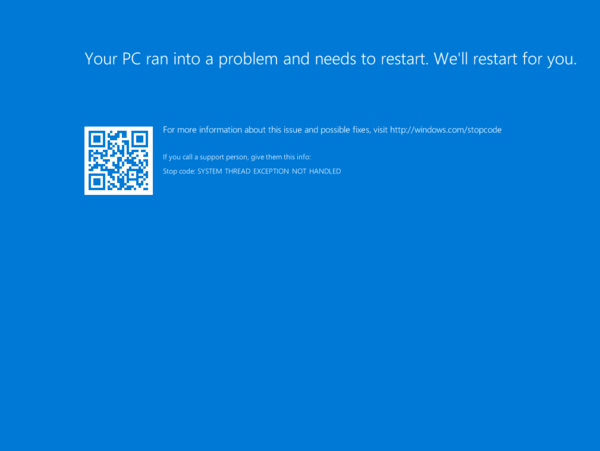 Your PC ran into a problem and needs to restart. We'll restart for you.
For more information about this issue and possible fixes, visit http://windows.com/stopcode
If you call a support person, give them this info:
Stop code: SYSTEM THREAD EXCEPTION NOT HANDLED